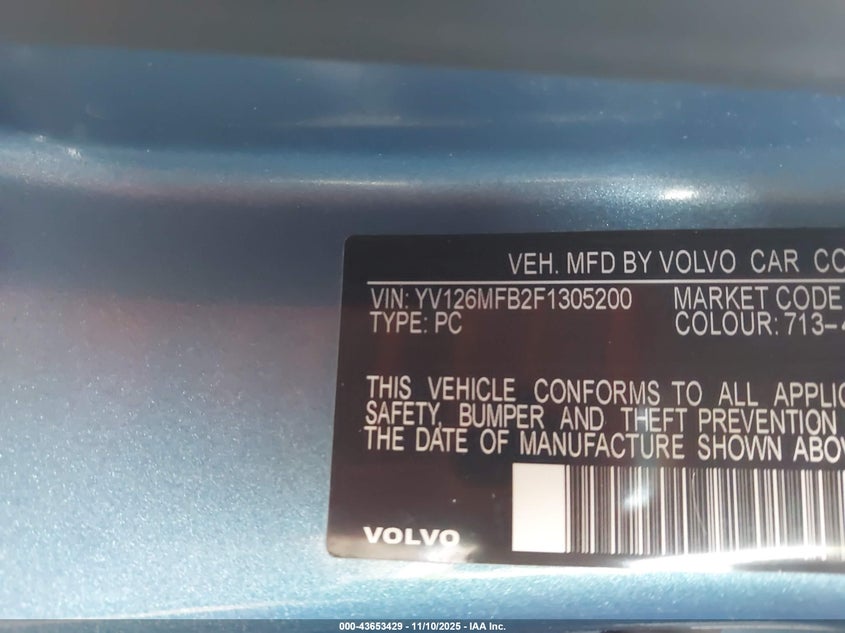 VEH. MFD BY VOLVO CAR CO
VIN: YV126MFB2F1305200 MARKET CODE
TYPE: PC COLOUR: 713-4
THIS VEHICLE CONFORMS TO ALL APPLIC
SAFETY, BUMPER AND THEFT PREVENTION
THE DATE OF MANUFACTURE SHOWN ABOV
VOLVO
000-43653429 - 11/10/2025 - IAA Inc.